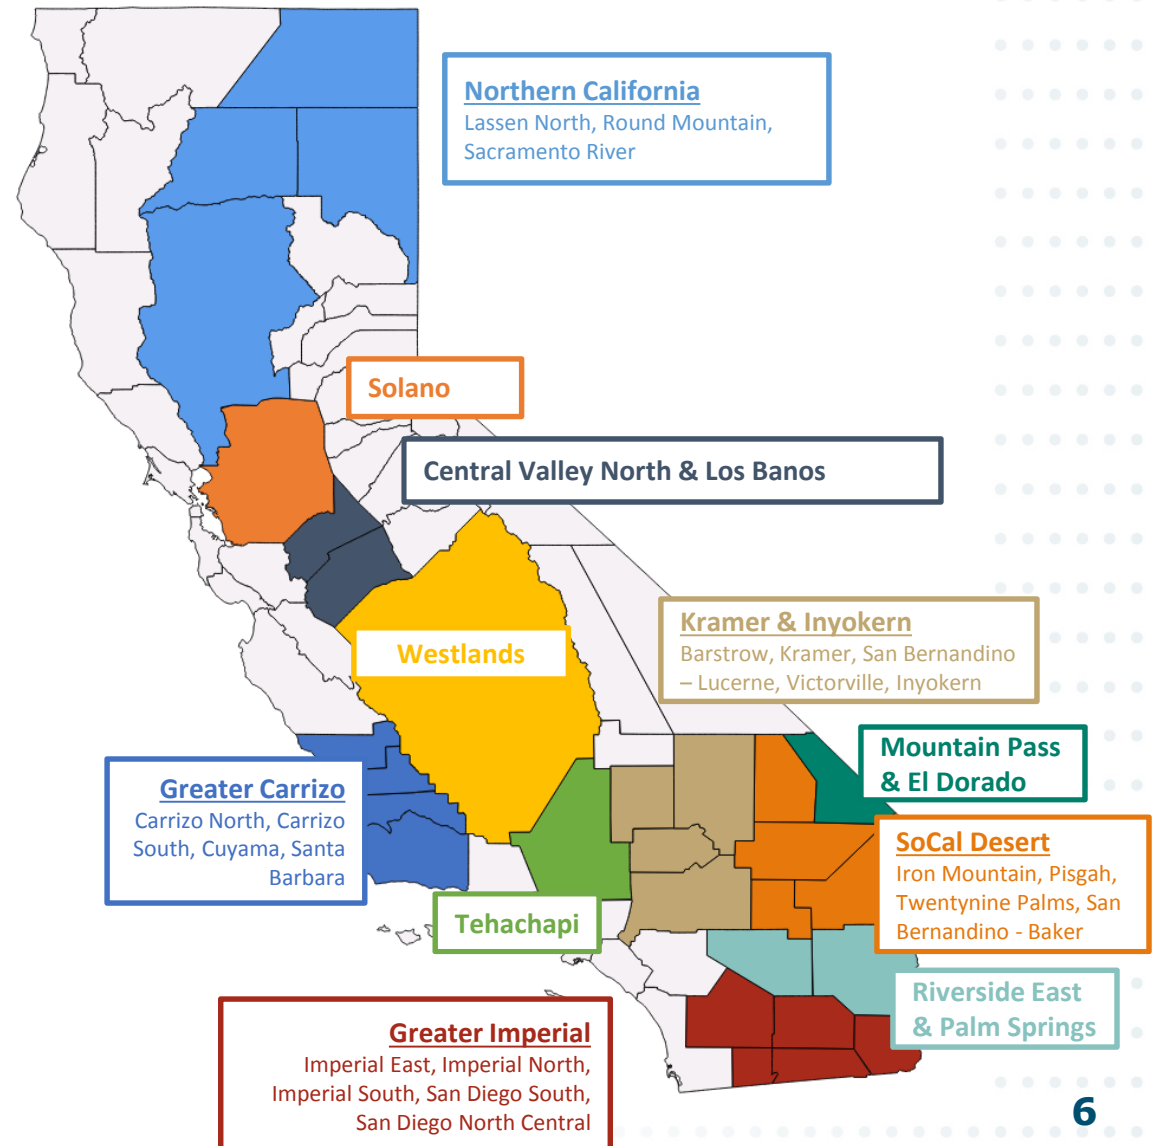 Northern California
Lassen North, Round Mountain,
Sacramento River
Solano
Central Valley North & Los Banos
Kramer & Inyokern
Barstrow, Kramer, San Bernandino
– Lucerne, Victorville, Inyokern
Westlands
Mountain Pass
& El Dorado
Greater Carrizo
Carrizo North, Carrizo
South, Cuyama, Santa
Barbara
SoCal Desert
Iron Mountain, Pisgah,
Twentynine Palms, San
Bernandino - Baker
Tehachapi
Riverside East
& Palm Springs
Greater Imperial
Imperial East, Imperial North,
Imperial South, San Diego South,
San Diego North Central
6